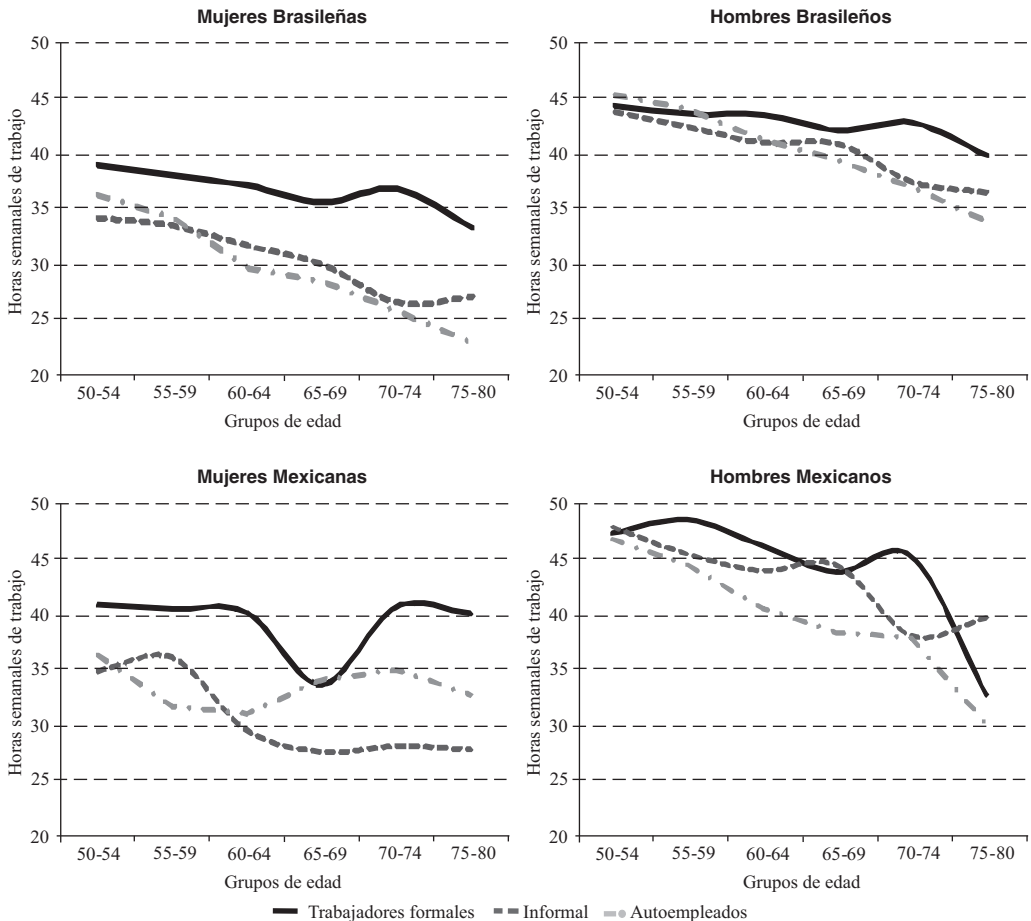 Mujeres Brasileñas
Horas semanales de trabajo
50
45
40
35
30
25
20
50-54 55-59 60-64 65-69 70-74 75-80
Grupos de edad
Hombres Brasileños
Horas semanales de trabajo
50
45
40
35
30
25
20
50-54 55-59 60-64 65-69 70-74 75-80
Grupos de edad
Mujeres Mexicanas
Horas semanales de trabajo
50
45
40
35
30
25
20
50-54 55-59 60-64 65-69 70-74 75-80
Grupos de edad
Hombres Mexicanos
Horas semanales de trabajo
50
45
40
35
30
25
20
50-54 55-59 60-64 65-69 70-74 75-80
Grupos de edad
Trabajadores formales Informal Autoempleados